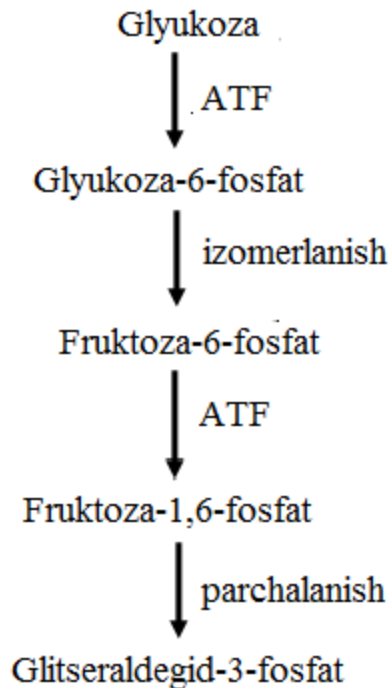 Glyukoza
ATF
Glyukoza-6-fosfat
izomerlanish
Fruktoza-6-fosfat
ATF
Fruktoza-1,6-fosfat
parchalanish
Glitseraldegid-3-fosfat